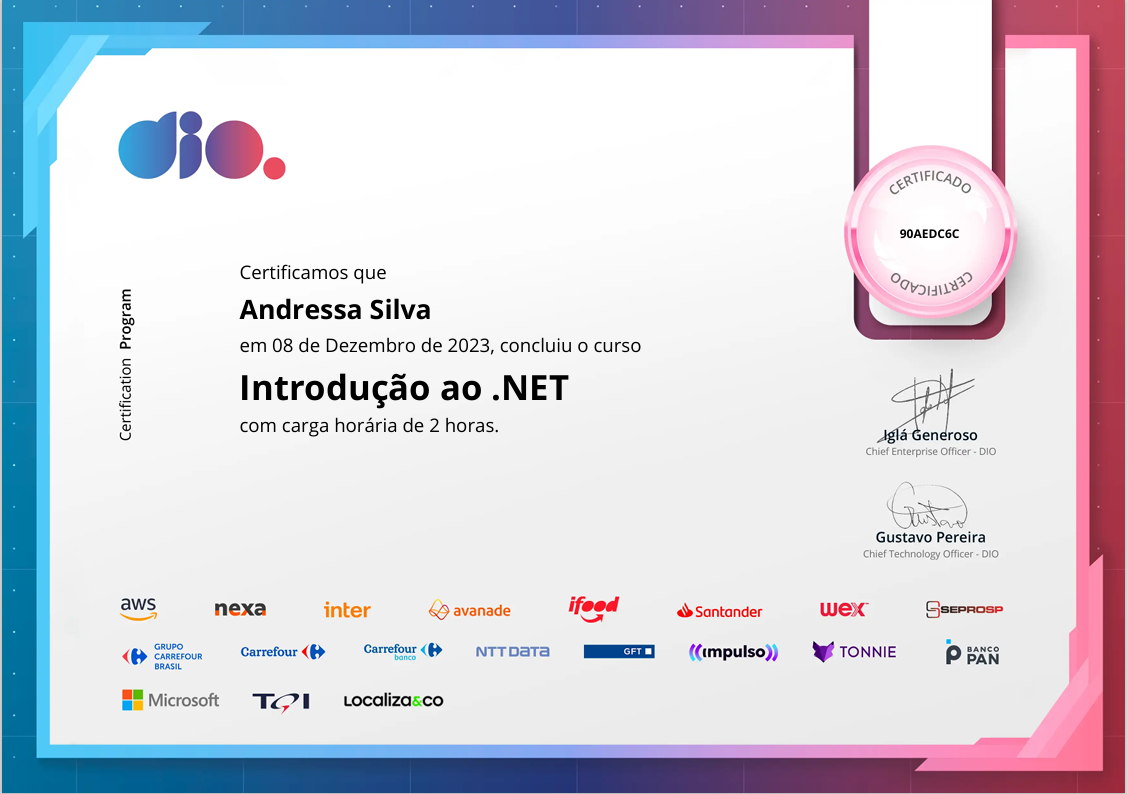 dio.
CERTIFICADO
90AEDC6C
CERTIFICADO
Certification Program
Certificamos que
Andressa Silva
em 08 de Dezembro de 2023, concluiu o curso
Introdução ao .NET
com carga horária de 2 horas.
Iglá Generoso
Chief Enterprise Officer - DIO
Gustavo Pereira
Chief Technology Officer - DIO
aws nexa inter avanade ifood Santander wex SEPROSP
GRUPO
CARREFOUR
BRASIL
Carrefour
Carrefour
banco
NTT DATA
GFT
impulso
TONNIE
BANCO
PAN
Microsoft TQI Localiza&co